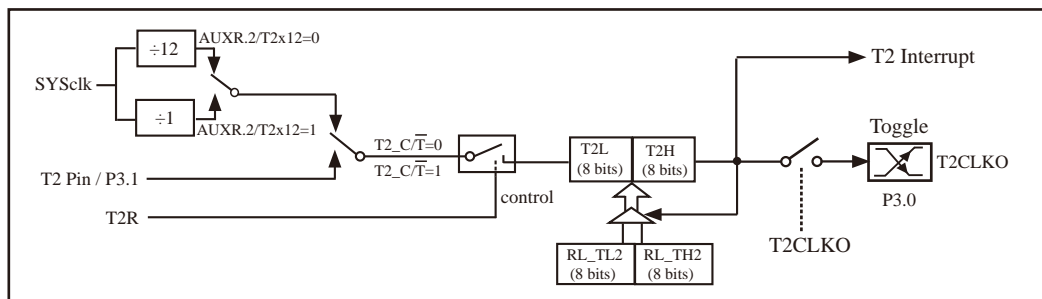 ÷12
AUXR.2/T2x12=0
SYSclk
÷1
AUXR.2/T2x12=1
T2 Pin / P3.1
T2R
T2_C/T̅=0
T2_C/T̅=1
control
T2L
(8 bits)
T2H
(8 bits)
RL_TL2
(8 bits)
RL_TH2
(8 bits)
T2 Interrupt
Toggle
T2CLKO
P3.0
T2CLKO